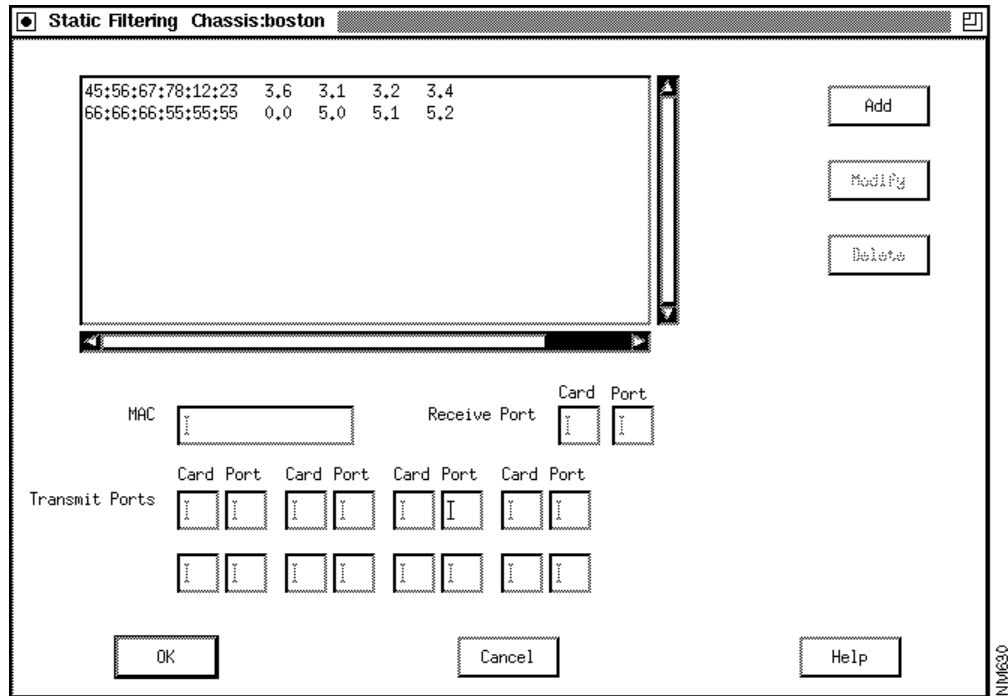 Static Filtering Chassis:boston
45:56:67:78:12:23 3.6 3.1 3.2 3.4
66:66:66:55:55:55 0.0 5.0 5.1 5.2
Add
Modify
Delete
Card Port
MAC Receive Port
Card Port Card Port Card Port Card Port
Transmit Ports
OK Cancel Help
NM630